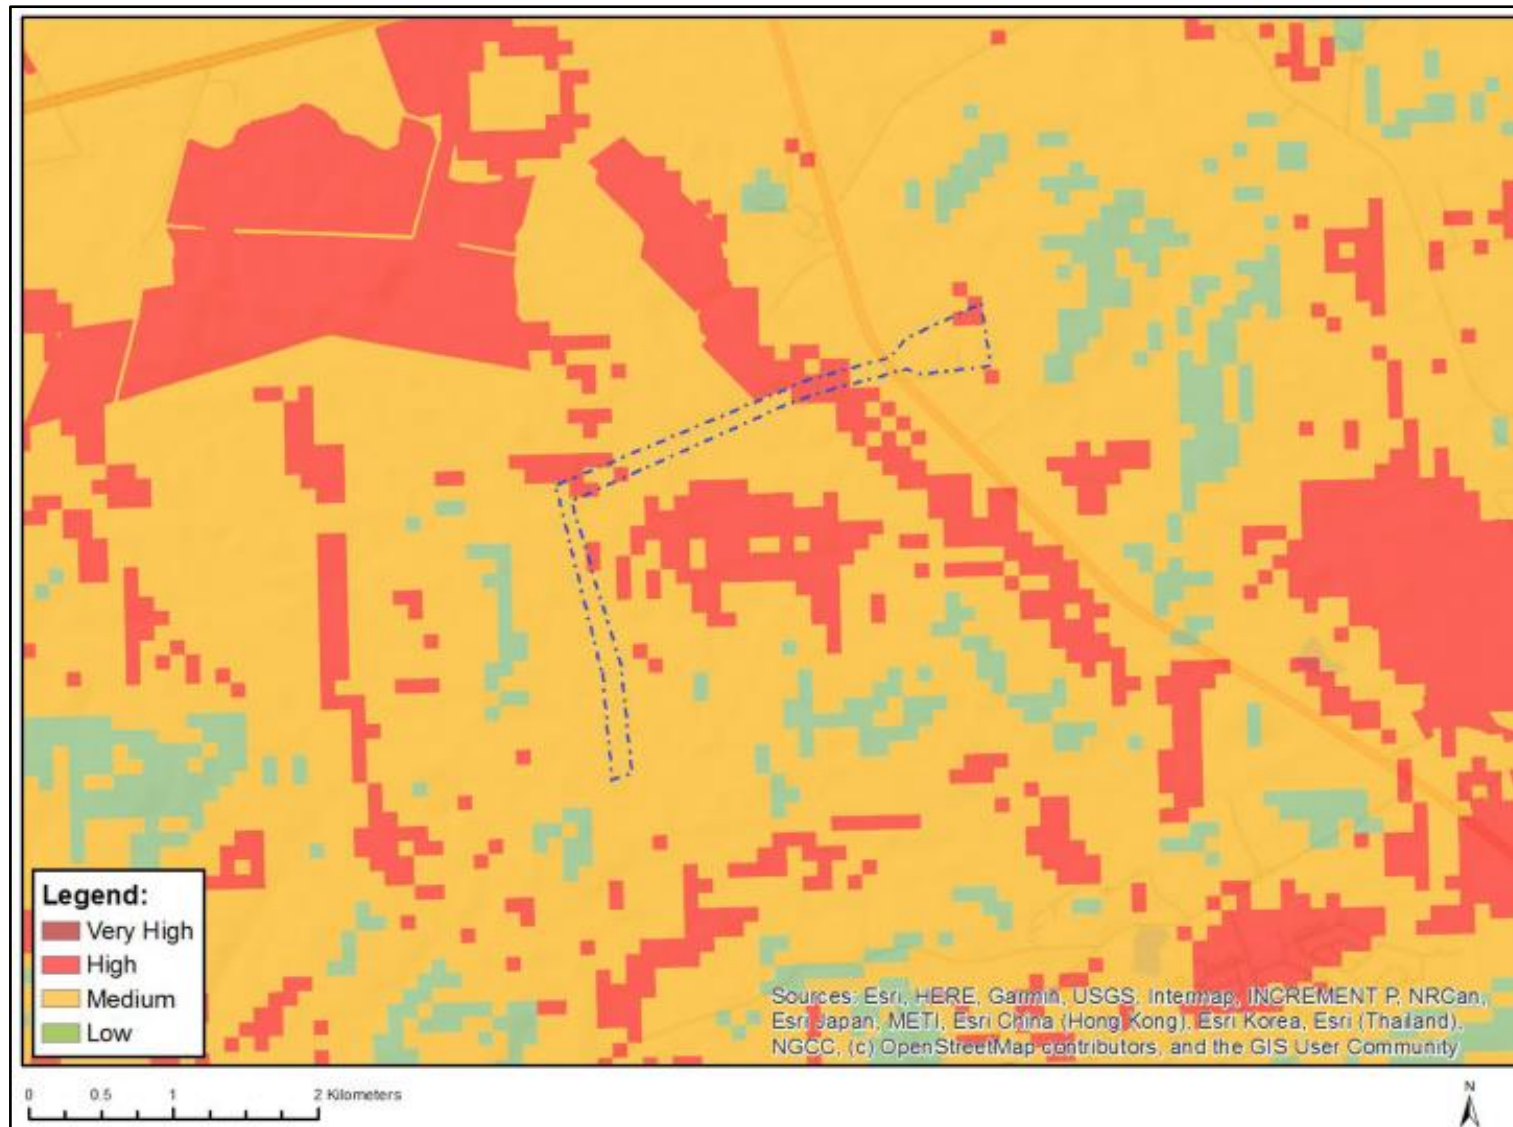 Legend:
Very High
High
Medium
Low
Sources: Esri, HERE, Garmin, USGS, Intermap, INCREMENT P, NRCan,
Esri Japan, METI, Esri China (Hong Kong), Esri Korea, Esri (Thailand),
NGCC, (c) OpenStreetMap contributors, and the GIS User Community
0 0.5 1 2 Kilometers
N